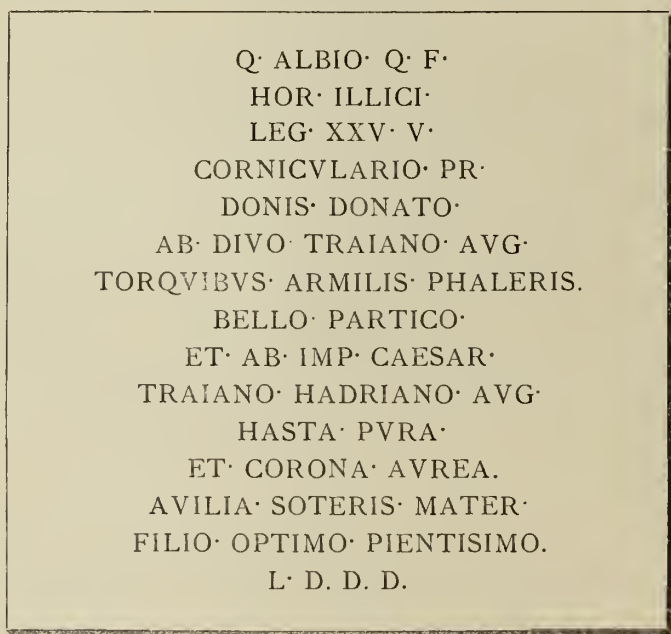 Q· ALBIO· Q· F·
HOR· ILLICI·
LEG· XXV· V·
CORNICVLARIO· PR·
DONIS· DONATO·
AB· DIVO· TRAIANO· AVG·
TORQVIBVS· ARMILIS· PHALERIS.
BELLO· PARTICO·
ET· AB· IMP· CAESAR·
TRAIANO· HADRIANO· AVG·
HASTA· PVRA·
ET· CORONA· AVREA.
AVILIA· SOTERIS· MATER·
FILIO· OPTIMO· PIENTISIMO.
L· D. D. D.